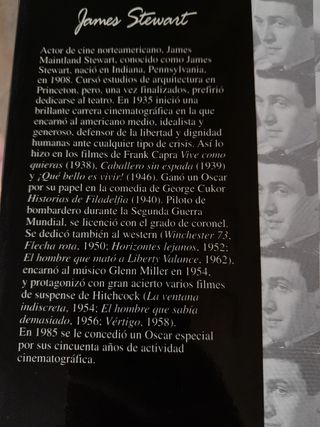 James Stewart
Actor de cine norteamericano, James
Maintland Stewart, conocido como James
Stewart, nació en Indiana, Pennsylvania,
en 1908. Cursó estudios de arquitectura en
Princeton, pero, una vez finalizados, prefirió
dedicarse al teatro. En 1935 inició una
brillante carrera cinematográfica en la que
encarnó al americano medio, idealista y
generoso, defensor de la libertad y dignidad
humanas ante cualquier tipo de crisis. Así lo
hizo en los filmes de Frank Capra Vive como
quieras (1938), Caballero sin espada (1939)
y ¡Qué bello es vivir! (1946). Ganó un Oscar
por su papel en la comedia de George Cukor
Historias de Filadelfia (1940). Piloto de
bombardero durante la Segunda Guerra
Mundial, se licenció con el grado de coronel.
Se dedicó también al western (Winchester 73,
Flecha rota, 1950; Horizontes lejanos, 1952;
El hombre que mató a Liberty Valance, 1962),
encarnó al músico Glenn Miller en 1954,
y protagonizó con gran acierto varios filmes
de suspense de Hitchcock (La ventana
indiscreta, 1954; El hombre que sabía
demasiado, 1956; Vértigo, 1958).
En 1985 se le concedió un Oscar especial
por sus cincuenta años de actividad
cinematográfica.